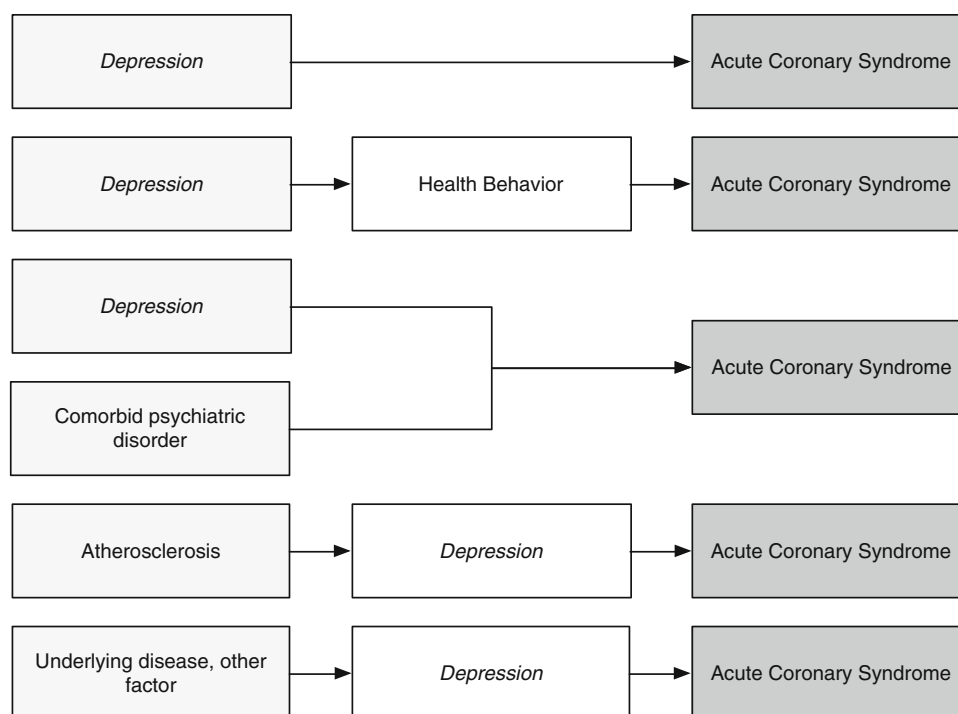 Depression
Acute Coronary Syndrome
Depression
Health Behavior
Acute Coronary Syndrome
Depression
Acute Coronary Syndrome
Comorbid psychiatric
disorder
Atherosclerosis
Depression
Acute Coronary Syndrome
Underlying disease, other
factor
Depression
Acute Coronary Syndrome